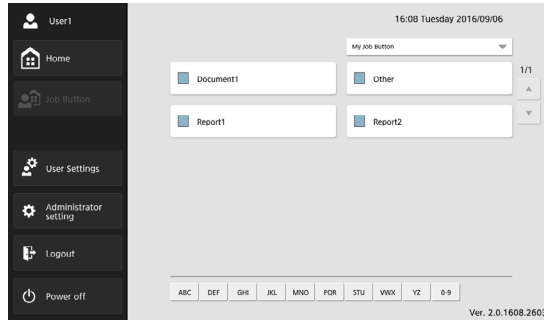 User1
16:08 Tuesday 2016/09/06
Home
My Job Button
Job Button
Document1
Other
1/1
Report1
Report2
User Settings
Administrator
setting
Logout
Power off
ABC DEF GHI JKL MNO PQR STU VWX YZ 0-9
Ver. 2.0.1608.2603